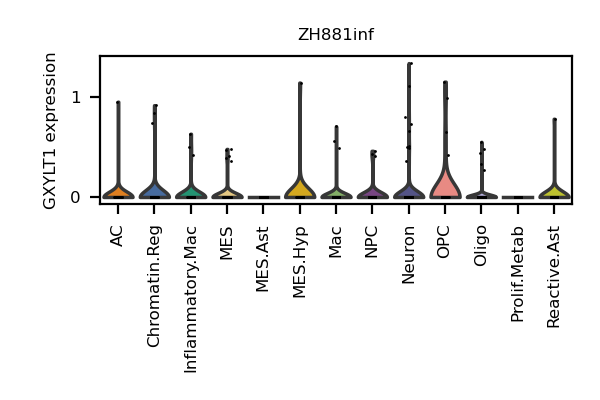 ZH881inf
GXYLT1 expression
1
0
AC
Chromatin.Reg
Inflammatory.Mac
MES
MES.Ast
MES.Hyp
Mac
NPC
Neuron
OPC
Oligo
Prolif.Metab
Reactive.Ast